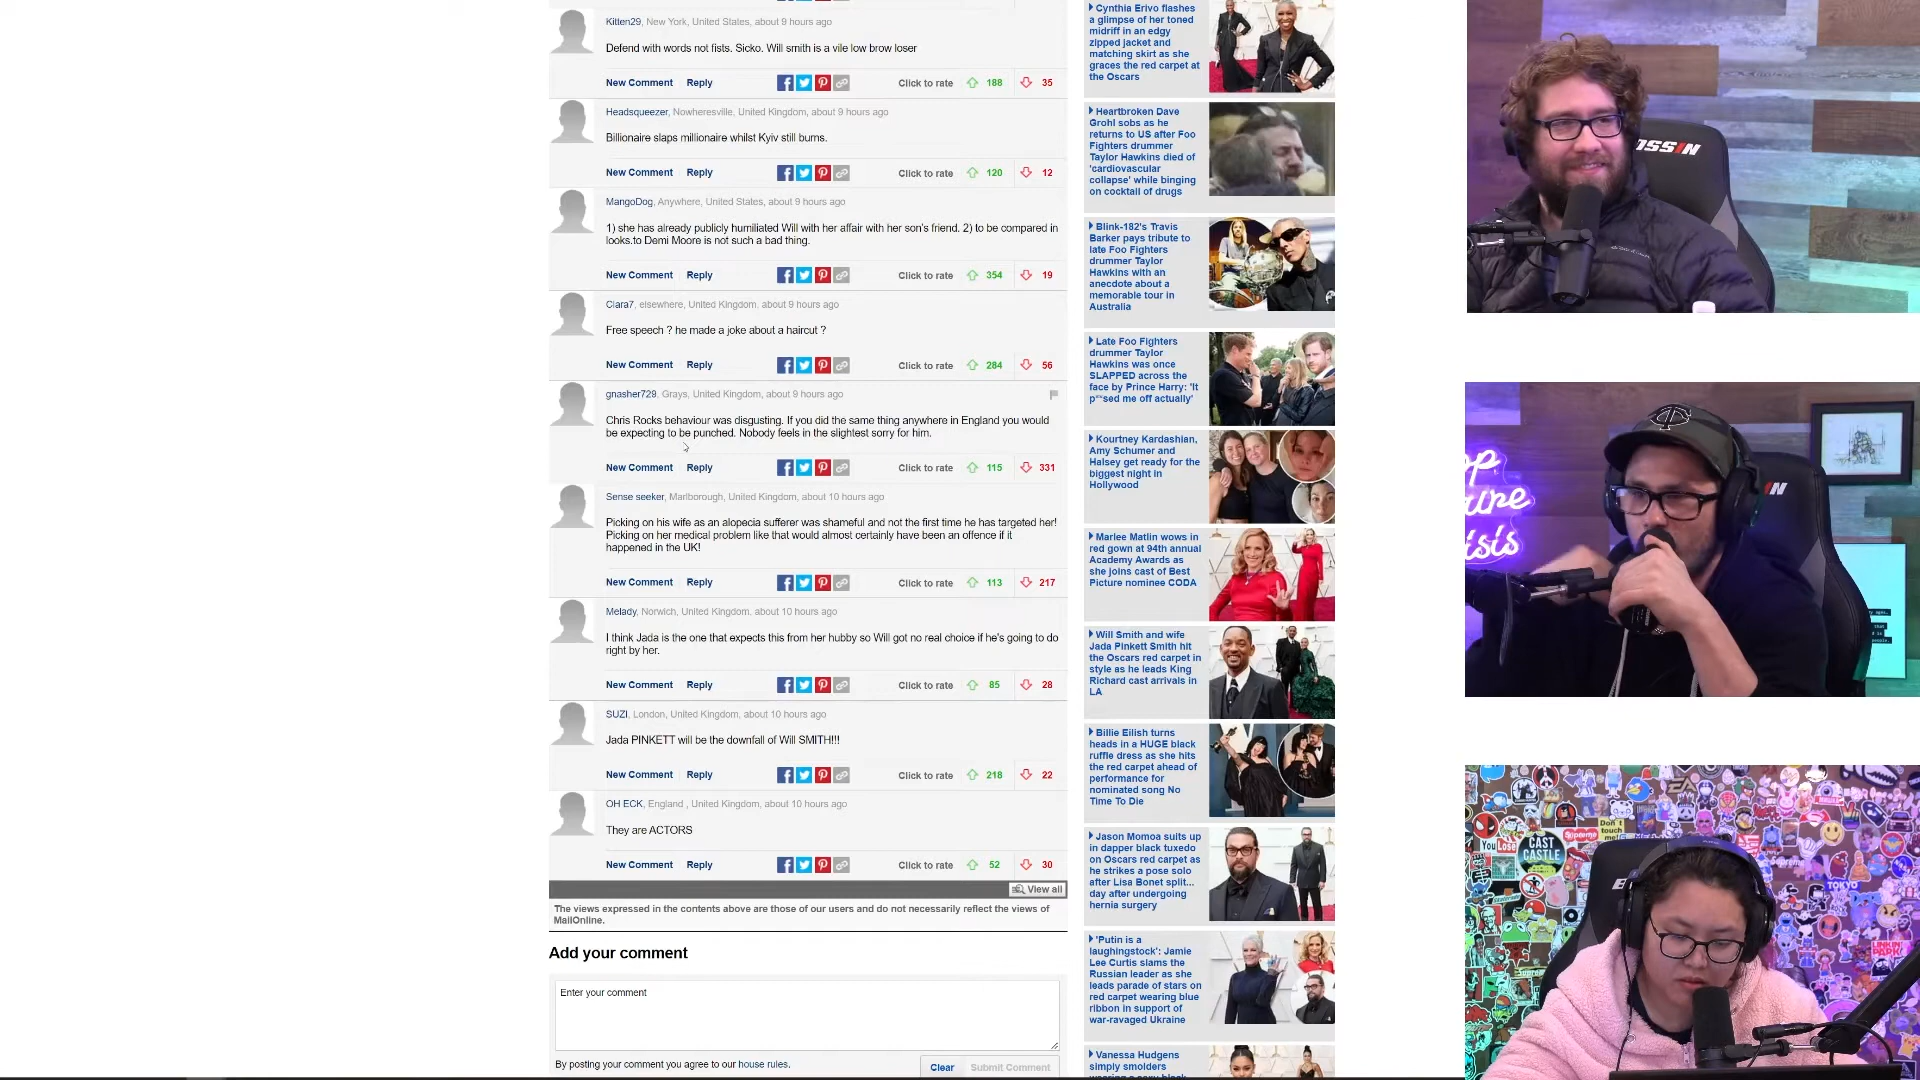 Kitten29, New York, United States, about 9 hours ago
Defend with words not fists. Sicko. Will smith is a vile low brow loser
New Comment Reply Click to rate 188 35
Headsqueezer, Nowheresville, United Kingdom, about 9 hours ago
Billionaire slaps millionaire whilst Kyiv still burns.
New Comment Reply Click to rate 120 12
MangoDog, Anywhere, United States, about 9 hours ago
1) she has already publicly humiliated Will with her affair with her son's friend. 2) to be compared in
looks.to Demi Moore is not such a bad thing.
New Comment Reply Click to rate 354 19
Clara7, elsewhere, United Kingdom, about 9 hours ago
Free speech ? he made a joke about a haircut ?
New Comment Reply Click to rate 284 56
gnasher729, Grays, United Kingdom, about 9 hours ago
Chris Rocks behaviour was disgusting. If you did the same thing anywhere in England you would
be expecting to be punched. Nobody feels in the slightest sorry for him.
New Comment Reply Click to rate 115 331
Sense seeker, Marlborough, United Kingdom, about 10 hours ago
Picking on his wife as an alopecia sufferer was shameful and not the first time he has targeted her!
Picking on her medical problem like that would almost certainly have been an offence if it
happened in the UK!
New Comment Reply Click to rate 113 217
Melady, Norwich, United Kingdom, about 10 hours ago
I think Jada is the one that expects this from her hubby so Will got no real choice if he's going to do
right by her.
New Comment Reply Click to rate 85 28
SUZI, London, United Kingdom, about 10 hours ago
Jada PINKETT will be the downfall of Will SMITH!!!
New Comment Reply Click to rate 218 22
OH ECK, England , United Kingdom, about 10 hours ago
They are ACTORS
New Comment Reply Click to rate 52 30
View all
The views expressed in the contents above are those of our users and do not necessarily reflect the views of
MailOnline.
Add your comment
Enter your comment
By posting your comment you agree to our house rules.
Clear Submit Comment
Cynthia Erivo flashes
a glimpse of her toned
midriff in an edgy
zipped jacket and
matching skirt as she
graces the red carpet at
the Oscars
Heartbroken Dave
Grohl sobs as he
returns to US after Foo
Fighters drummer
Taylor Hawkins died of
'cardiovascular
collapse' while binging
on cocktail of drugs
Blink-182's Travis
Barker pays tribute to
late Foo Fighters
drummer Taylor
Hawkins with an
anecdote about a
memorable tour in
Australia
Late Foo Fighters
drummer Taylor
Hawkins was once
SLAPPED across the
face by Prince Harry: 'It
p**sed me off actually'
Kourtney Kardashian,
Amy Schumer and
Halsey get ready for the
biggest night in
Hollywood
Marlee Matlin wows in
red gown at 94th annual
Academy Awards as
she joins cast of Best
Picture nominee CODA
Will Smith and wife
Jada Pinkett Smith hit
the Oscars red carpet in
style as he leads King
Richard cast arrivals in
LA
Billie Eilish turns
heads in a HUGE black
ruffle dress as she hits
the red carpet ahead of
performance for
nominated song No
Time To Die
Jason Momoa suits up
in dapper black tuxedo
on Oscars red carpet as
he strikes a pose solo
after Lisa Bonet split...
day after undergoing
hernia surgery
'Putin is a
laughingstock': Jamie
Lee Curtis slams the
Russian leader as she
leads parade of stars on
red carpet wearing blue
ribbon in support of
war-ravaged Ukraine
Vanessa Hudgens
simply smolders
You Lose
CAST
CASTLE
Supreme
Don't
touch
me!
TOKYO
LINKIN
PARK